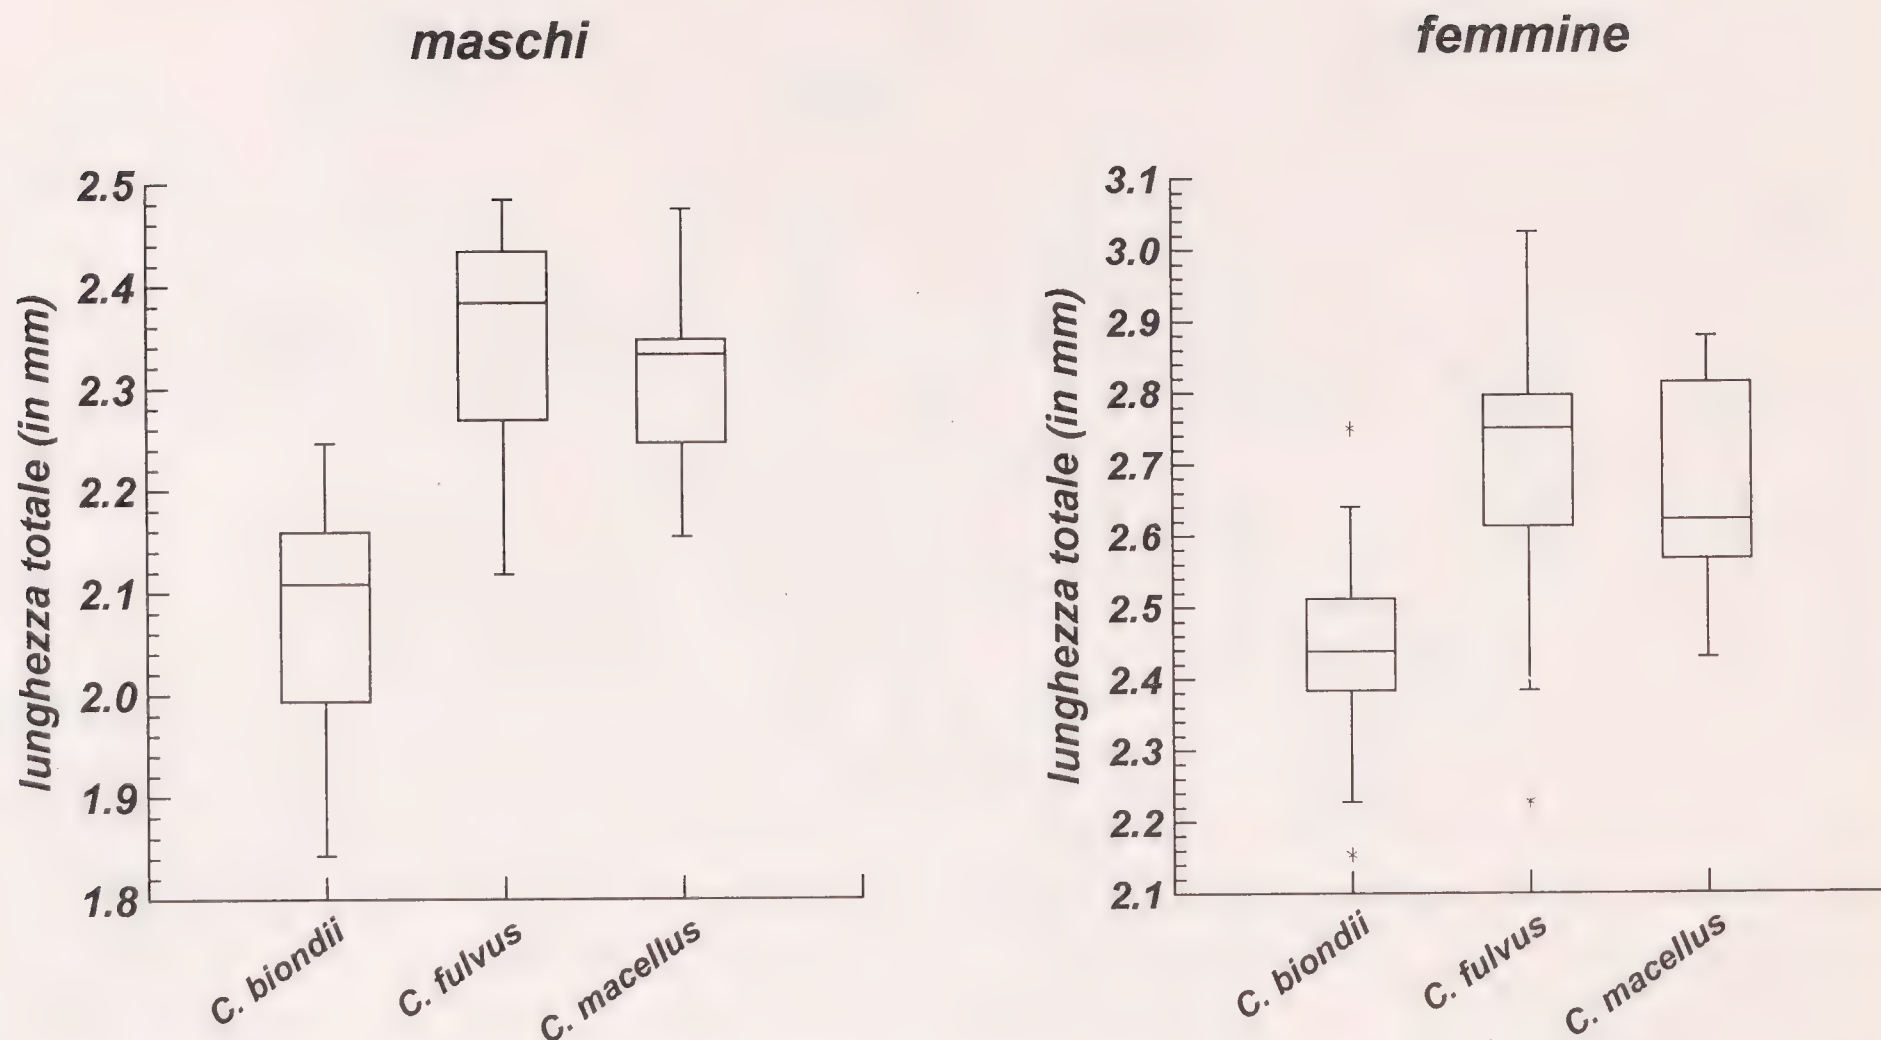 maschi
femmine
lunghezza totale (in mm)
2.5
2.4
2.3
2.2
2.1
2.0
1.9
1.8
C. biondii
C. fulvus
C. macellus
lunghezza totale (in mm)
3.1
3.0
2.9
2.8
2.7
2.6
2.5
2.4
2.3
2.2
2.1
C. biondii
C. fulvus
C. macellus